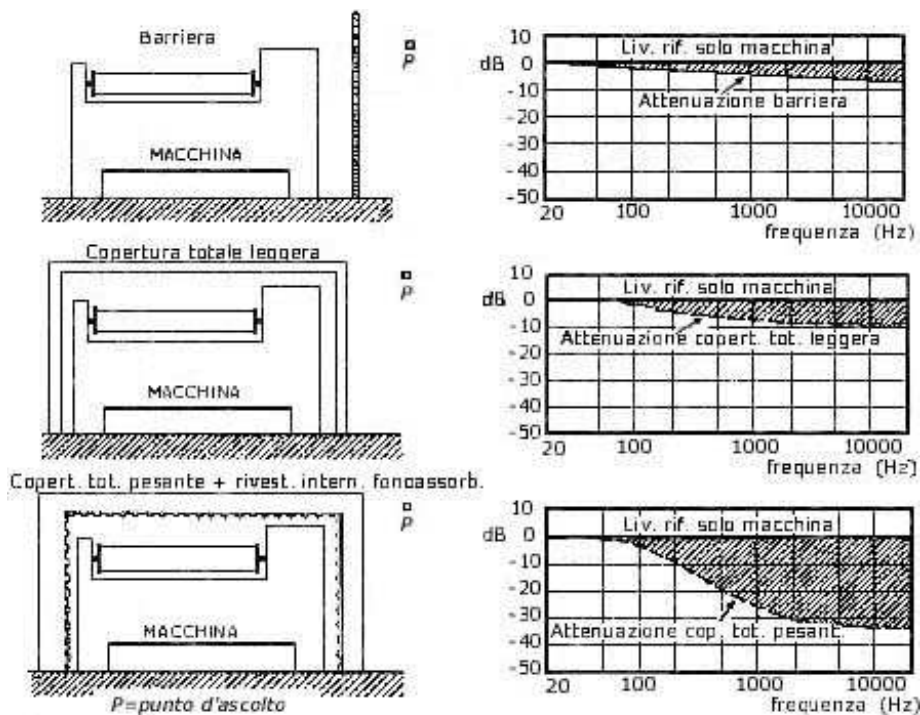 Barriera
P
MACCHINA
10
dB 0
-10
-20
-30
-40
-50
Liv. rif. solo macchina
Attenuazione barriera
20 100 1000 10000
frequenza (Hz)
Copertura totale leggera
P
MACCHINA
10
dB 0
-10
-20
-30
-40
-50
Liv. rif. solo macchina
Attenuazione copert. tot. leggera
20 100 1000 10000
frequenza (Hz)
Copert. tot. pesante + rivest. intern. fonoassorb.
P
MACCHINA
P=punto d'ascolto
10
dB 0
-10
-20
-30
-40
-50
Liv. rif. solo macchina
Attenuazione cop. tot. pesant.
20 100 1000 10000
frequenza (Hz)